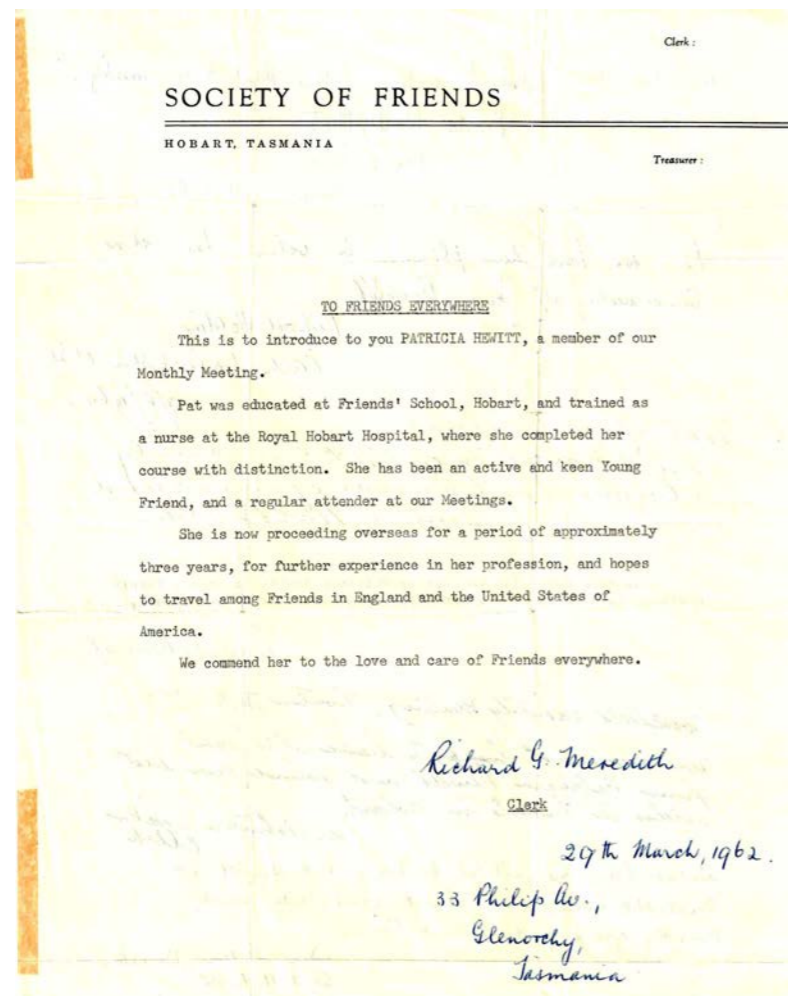 Clerk :
SOCIETY OF FRIENDS
HOBART, TASMANIA
Treasurer :
TO FRIENDS EVERYWHERE
This is to introduce to you PATRICIA HEWITT, a member of our
Monthly Meeting.
Pat was educated at Friends' School, Hobart, and trained as
a nurse at the Royal Hobart Hospital, where she completed her
course with distinction. She has been an active and keen Young
Friend, and a regular attender at our Meetings.
She is now proceeding overseas for a period of approximately
three years, for further experience in her profession, and hopes
to travel among Friends in England and the United States of
America.
We commend her to the love and care of Friends everywhere.
Richard G. Meredith
Clerk
29th March, 1962.
33 Philip Av.,
Glenorchy,
Tasmania